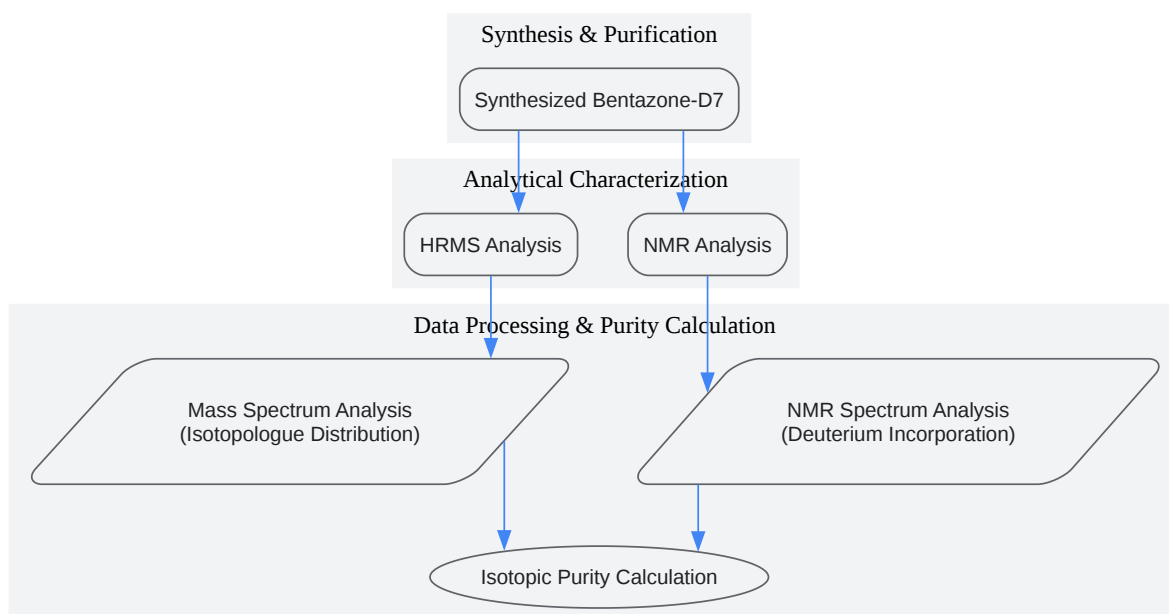 Synthesis & Purification
Synthesized Bentazone-D7
Analytical Characterization
HRMS Analysis
NMR Analysis
Data Processing & Purity Calculation
Mass Spectrum Analysis
(Isotopologue Distribution)
NMR Spectrum Analysis
(Deuterium Incorporation)
Isotopic Purity Calculation